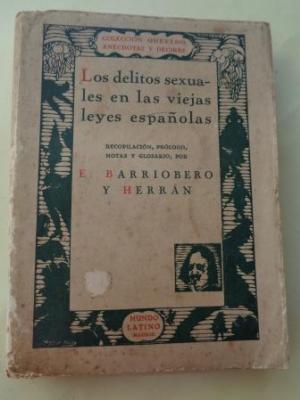 COLECCIÓN QUEVEDO
ANÉCDOTAS Y DECIRES
Los delitos sexua-
les en las viejas
leyes españolas
RECOPILACIÓN, PRÓLOGO,
NOTAS Y GLOSARIO, POR
E. BARRIOBERO
Y HERRÁN
MUNDO
LATINO
MADRID